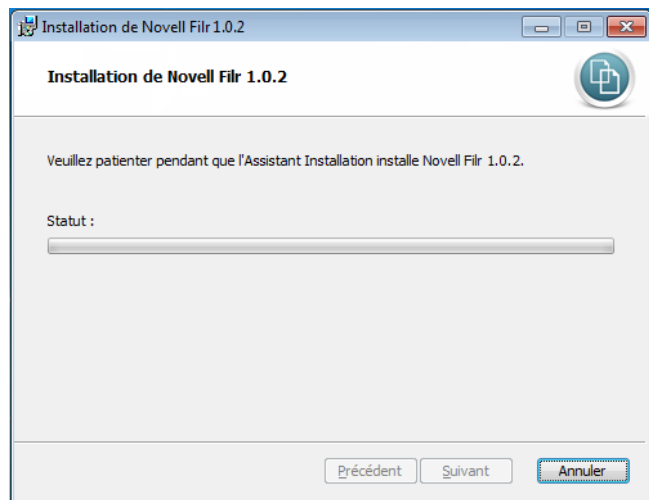 Installation de Novell Filr 1.0.2
Installation de Novell Filr 1.0.2
Veuillez patienter pendant que l'Assistant Installation installe Novell Filr 1.0.2.
Statut :
Précédent Suivant Annuler